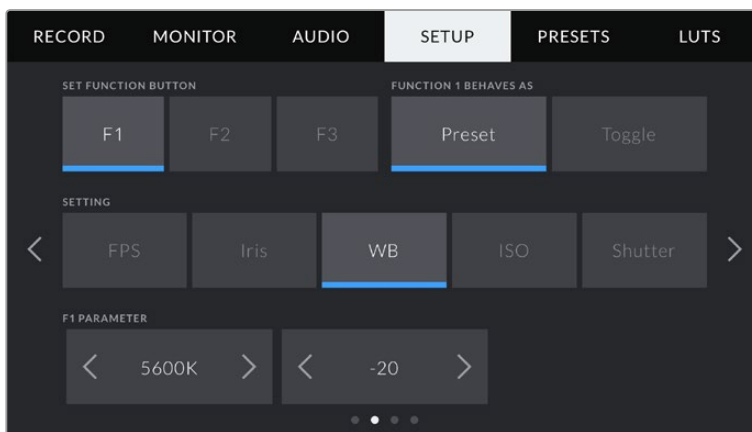 RECORD MONITOR AUDIO SETUP PRESETS LUTS
SET FUNCTION BUTTON FUNCTION 1 BEHAVES AS
F1 F2 F3 Preset Toggle
SETTING
FPS Iris WB ISO Shutter
F1 PARAMETER
5600K -20